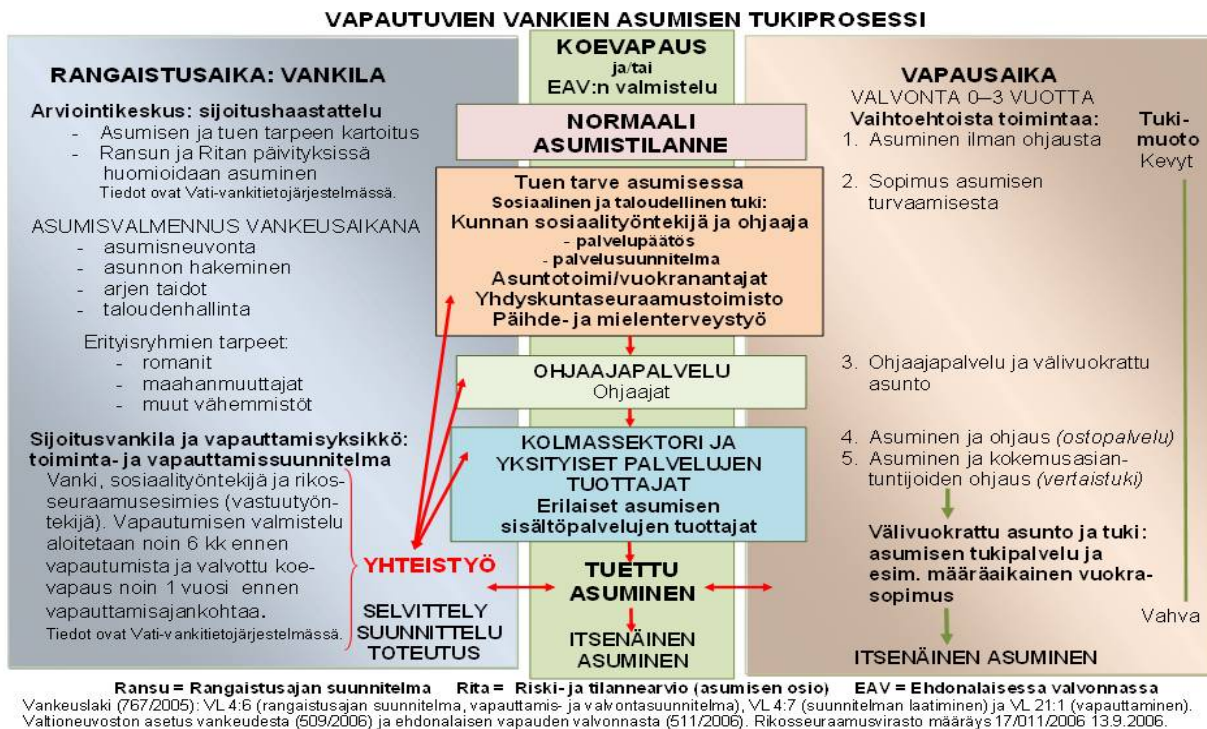 VAPAUTUVIEN VANKIEN ASUMISEN TUKIPROSESSI
RANGAISTUSAIKA: VANKILA
Arviointikeskus: sijoitushaastattelu
- Asumisen ja tuen tarpeen kartoitus
- Ransun ja Ritan päivityksissä
huomioidaan asuminen
Tiedot ovat Vati-vankitietojärjestelmässä.
ASUMISVALMENNUS VANKEUSAIKANA
- asumisneuvonta
- asunnon hakeminen
- arjen taidot
- taloudenhallinta
Erityisryhmien tarpeet:
- romanit
- maahanmuuttajat
- muut vähemmistöt
Sijoitusvankila ja vapauttamisyksikkö:
toiminta- ja vapauttamissuunnitelma
Vanki, sosiaalityöntekijä ja rikos-
seuraamusesimies (vastuutyön-
tekijä). Vapautumisen valmistelu
aloitetaan noin 6 kk ennen
vapautumista ja valvottu koe-
vapaus noin 1 vuosi ennen
vapauttamisajankohtaa.
Tiedot ovat Vati-vankitietojärjestelmässä.
YHTEISTYÖ
SELVITTELY
SUUNNITTELU
TOTEUTUS
KOEVAPAUS
ja/tai
EAV:n valmistelu
NORMAALI
ASUMISTILANNE
Tuen tarve asumisessa
Sosiaalinen ja taloudellinen tuki:
Kunnan sosiaalityöntekijä ja ohjaaja
- palvelupäätös
- palvelusuunnitelma
Asuntotoimi/vuokranantajat
Yhdyskuntaseuraamustoimisto
Päihde- ja mielenterveystyö
OHJAAJAPALVELU
Ohjaajat
KOLMASSEKTORI JA
YKSITYISET PALVELUJEN
TUOTTAJAT
Erilaiset asumisen
sisältöpalvelujen tuottajat
TUETTU
ASUMINEN
ITSENÄINEN
ASUMINEN
VAPAUSAIKA
VALVONTA 0–3 VUOTTA
Vaihtoehtoista toimintaa:
1. Asuminen ilman ohjausta
2. Sopimus asumisen
turvaamisesta
3. Ohjaajapalvelu ja välivuokrattu
asunto
4. Asuminen ja ohjaus (ostopalvelu)
5. Asuminen ja kokemusasian-
tuntijoiden ohjaus (vertaistuki)
Välivuokrattu asunto ja tuki:
asumisen tukipalvelu ja
esim. määräaikainen vuokra-
sopimus
ITSENÄINEN ASUMINEN
Tuki-
muoto
Kevyt
Vahva
Ransu = Rangaistusajan suunnitelma Rita = Riski- ja tilannearvio (asumisen osio) EAV = Ehdonalaisessa valvonnassa
Vankeuslaki (767/2005): VL 4:6 (rangaistusajan suunnitelma, vapauttamis- ja valvontasuunnitelma), VL 4:7 (suunnitelman laatiminen) ja VL 21:1 (vapauttaminen).
Valtioneuvoston asetus vankeudesta (509/2006) ja ehdonalaisen vapauden valvonnasta (511/2006). Rikosseuraamusvirasto määräys 17/011/2006 13.9.2006.